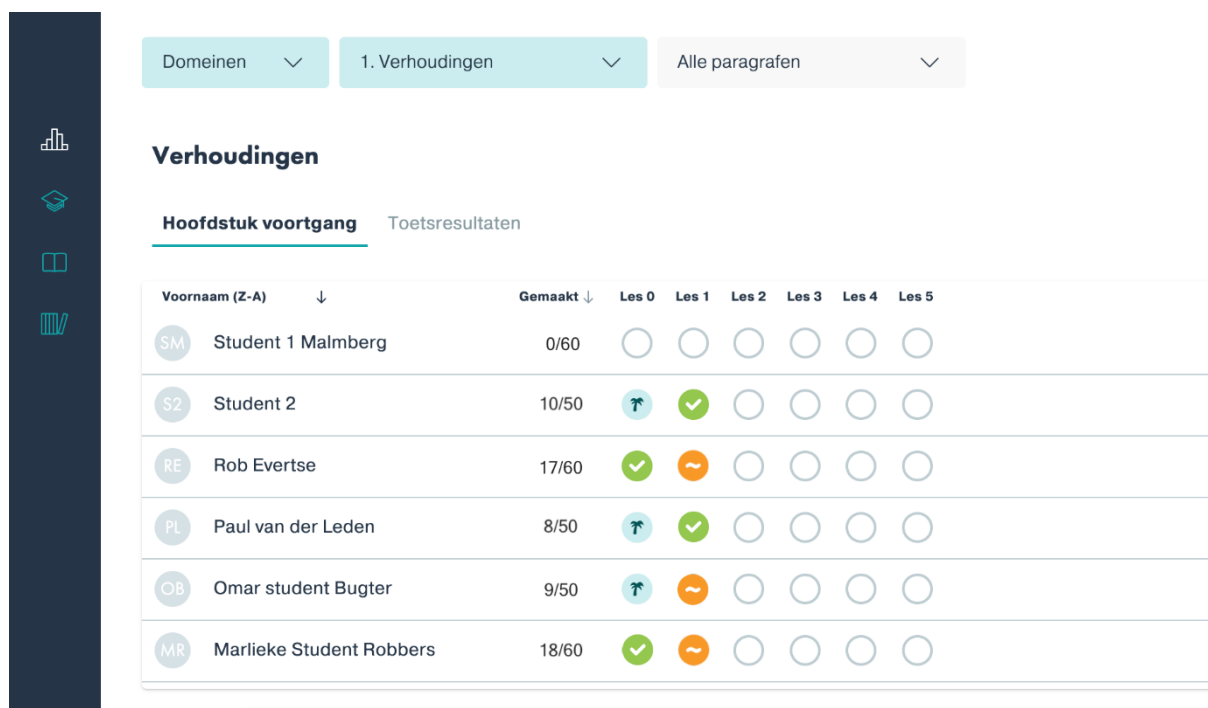 Domeinen 1. Verhoudingen Alle paragrafen
Verhoudingen
Hoofdstuk voortgang Toetsresultaten
Voornaam (Z-A) Gemaakt Les 0 Les 1 Les 2 Les 3 Les 4 Les 5
SM Student 1 Malmberg 0/60
S2 Student 2 10/50
RE Rob Evertse 17/60
PL Paul van der Leden 8/50
OB Omar student Bugter 9/50
MR Marlieke Student Robbers 18/60